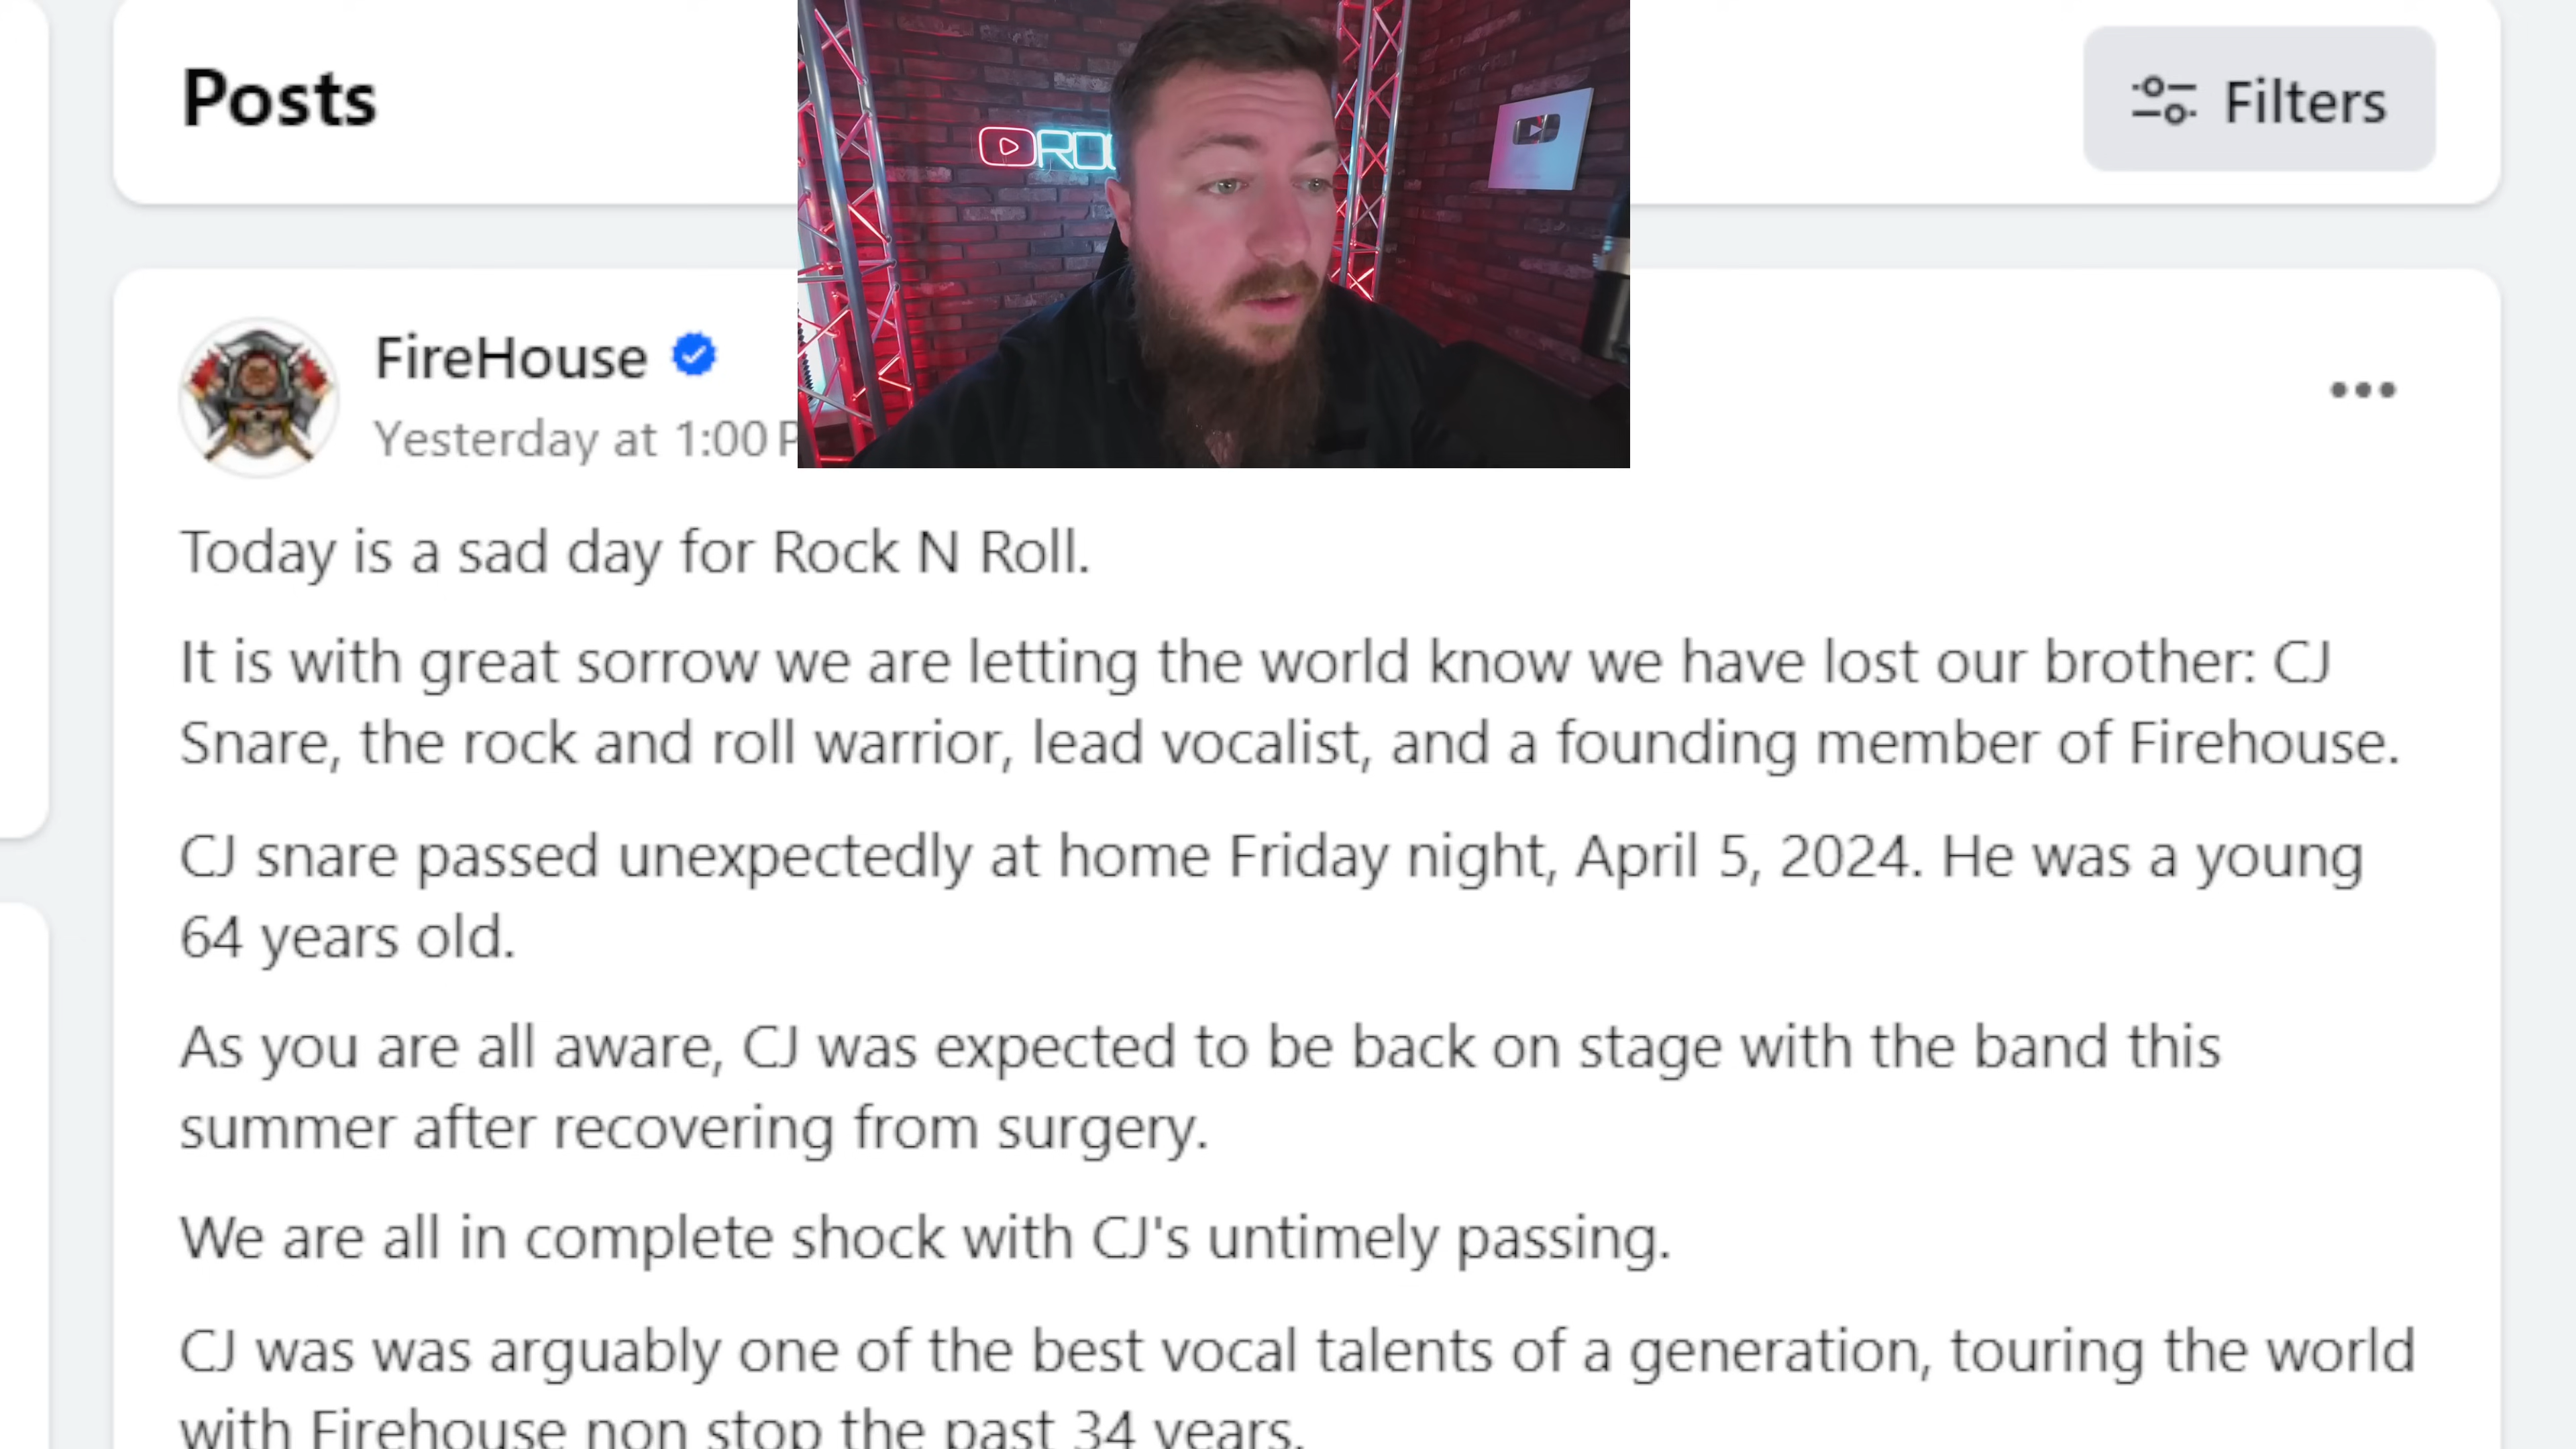 Posts
Filters
FireHouse
Yesterday at 1:00 P
Today is a sad day for Rock N Roll.
It is with great sorrow we are letting the world know we have lost our brother: CJ
Snare, the rock and roll warrior, lead vocalist, and a founding member of Firehouse.
CJ snare passed unexpectedly at home Friday night, April 5, 2024. He was a young
64 years old.
As you are all aware, CJ was expected to be back on stage with the band this
summer after recovering from surgery.
We are all in complete shock with CJ's untimely passing.
CJ was was arguably one of the best vocal talents of a generation, touring the world
with Firehouse non stop the past 34 years.